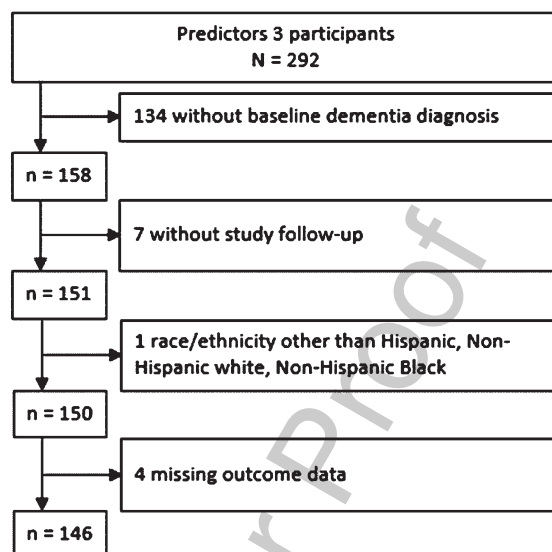 Predictors 3 participants
N = 292
134 without baseline dementia diagnosis
n = 158
7 without study follow-up
n = 151
1 race/ethnicity other than Hispanic, Non-
Hispanic white, Non-Hispanic Black
n = 150
4 missing outcome data
n = 146
r Proof